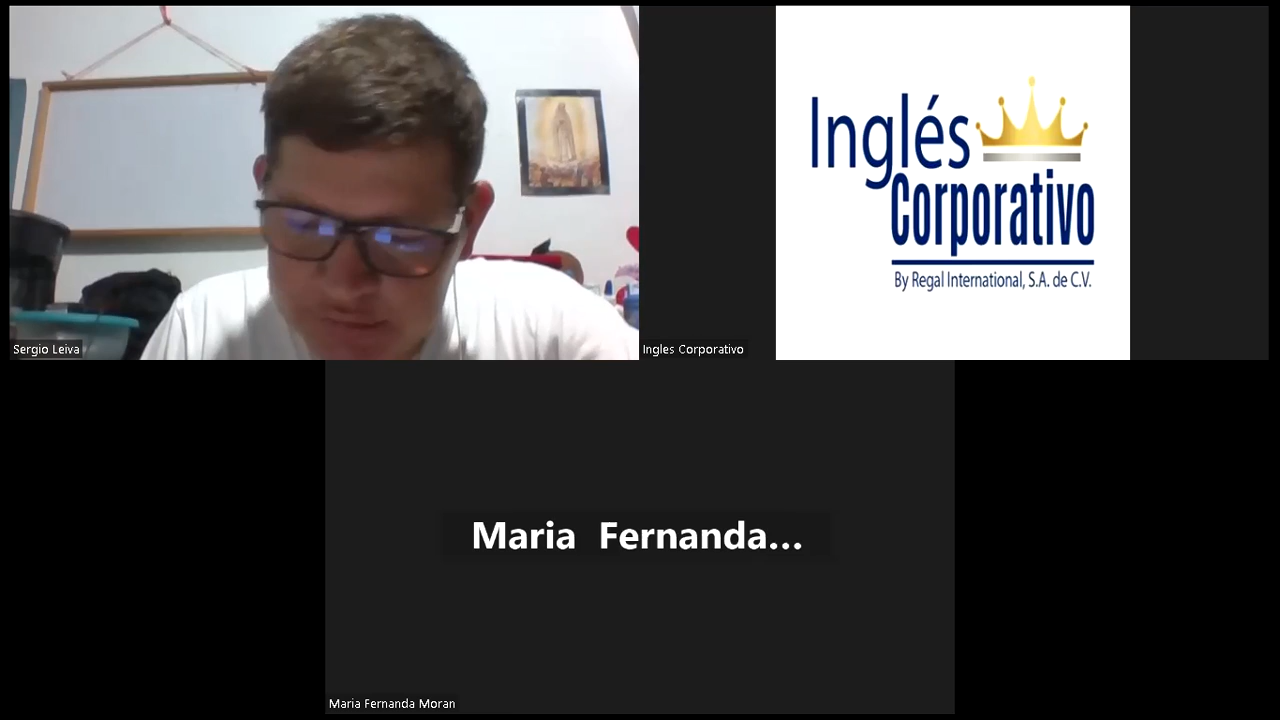 Inglés
Corporativo
By Regal International, S.A. de C.V.
Sergio Leiva
Ingles Corporativo
Maria Fernanda...
Maria Fernanda Moran